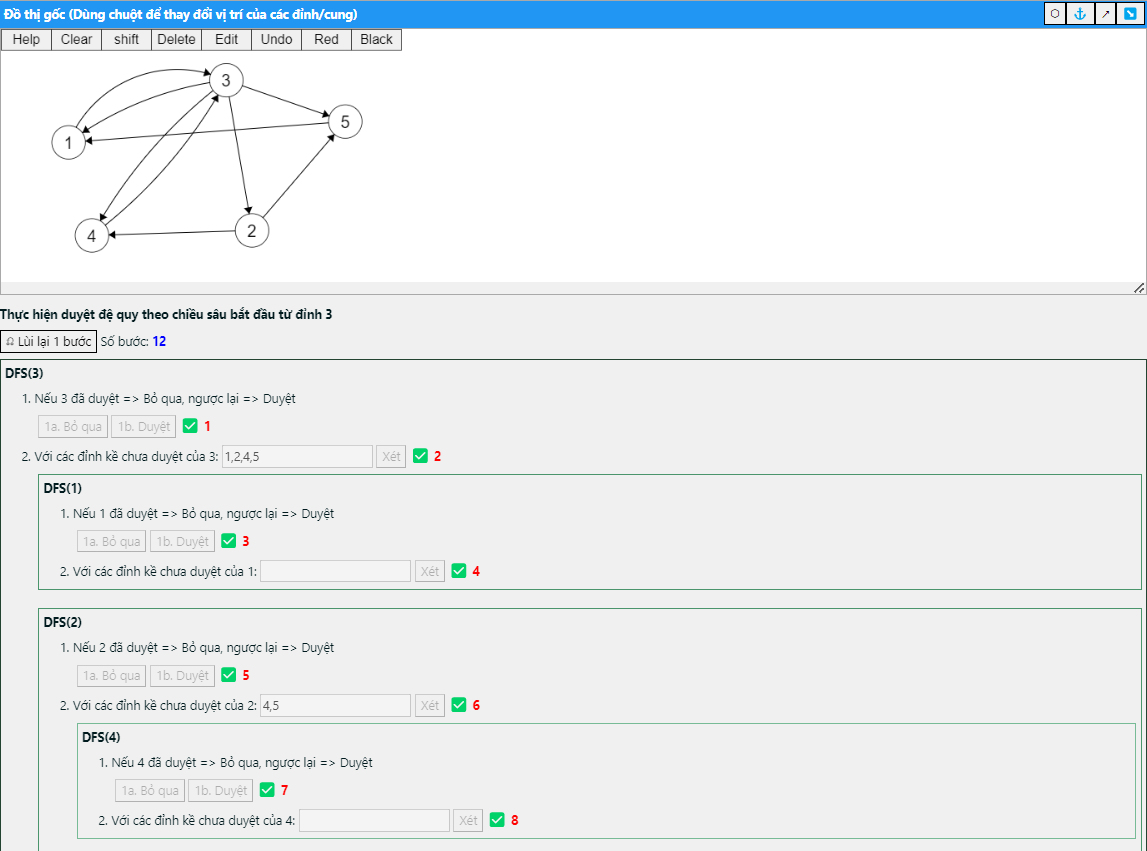 Đồ thị gốc (Dùng chuột để thay đổi vị trí của các đỉnh/cung)
Help Clear shift Delete Edit Undo Red Black
3
5
1
2
4
Thực hiện duyệt đệ quy theo chiều sâu bắt đầu từ đỉnh 3
Lùi lại 1 bước Số bước: 12
DFS(3)
1. Nếu 3 đã duyệt => Bỏ qua, ngược lại => Duyệt
1a. Bỏ qua 1b. Duyệt 1
2. Với các đỉnh kề chưa duyệt của 3: 1,2,4,5 Xét 2
DFS(1)
1. Nếu 1 đã duyệt => Bỏ qua, ngược lại => Duyệt
1a. Bỏ qua 1b. Duyệt 3
2. Với các đỉnh kề chưa duyệt của 1: Xét 4
DFS(2)
1. Nếu 2 đã duyệt => Bỏ qua, ngược lại => Duyệt
1a. Bỏ qua 1b. Duyệt 5
2. Với các đỉnh kề chưa duyệt của 2: 4,5 Xét 6
DFS(4)
1. Nếu 4 đã duyệt => Bỏ qua, ngược lại => Duyệt
1a. Bỏ qua 1b. Duyệt 7
2. Với các đỉnh kề chưa duyệt của 4: Xét 8